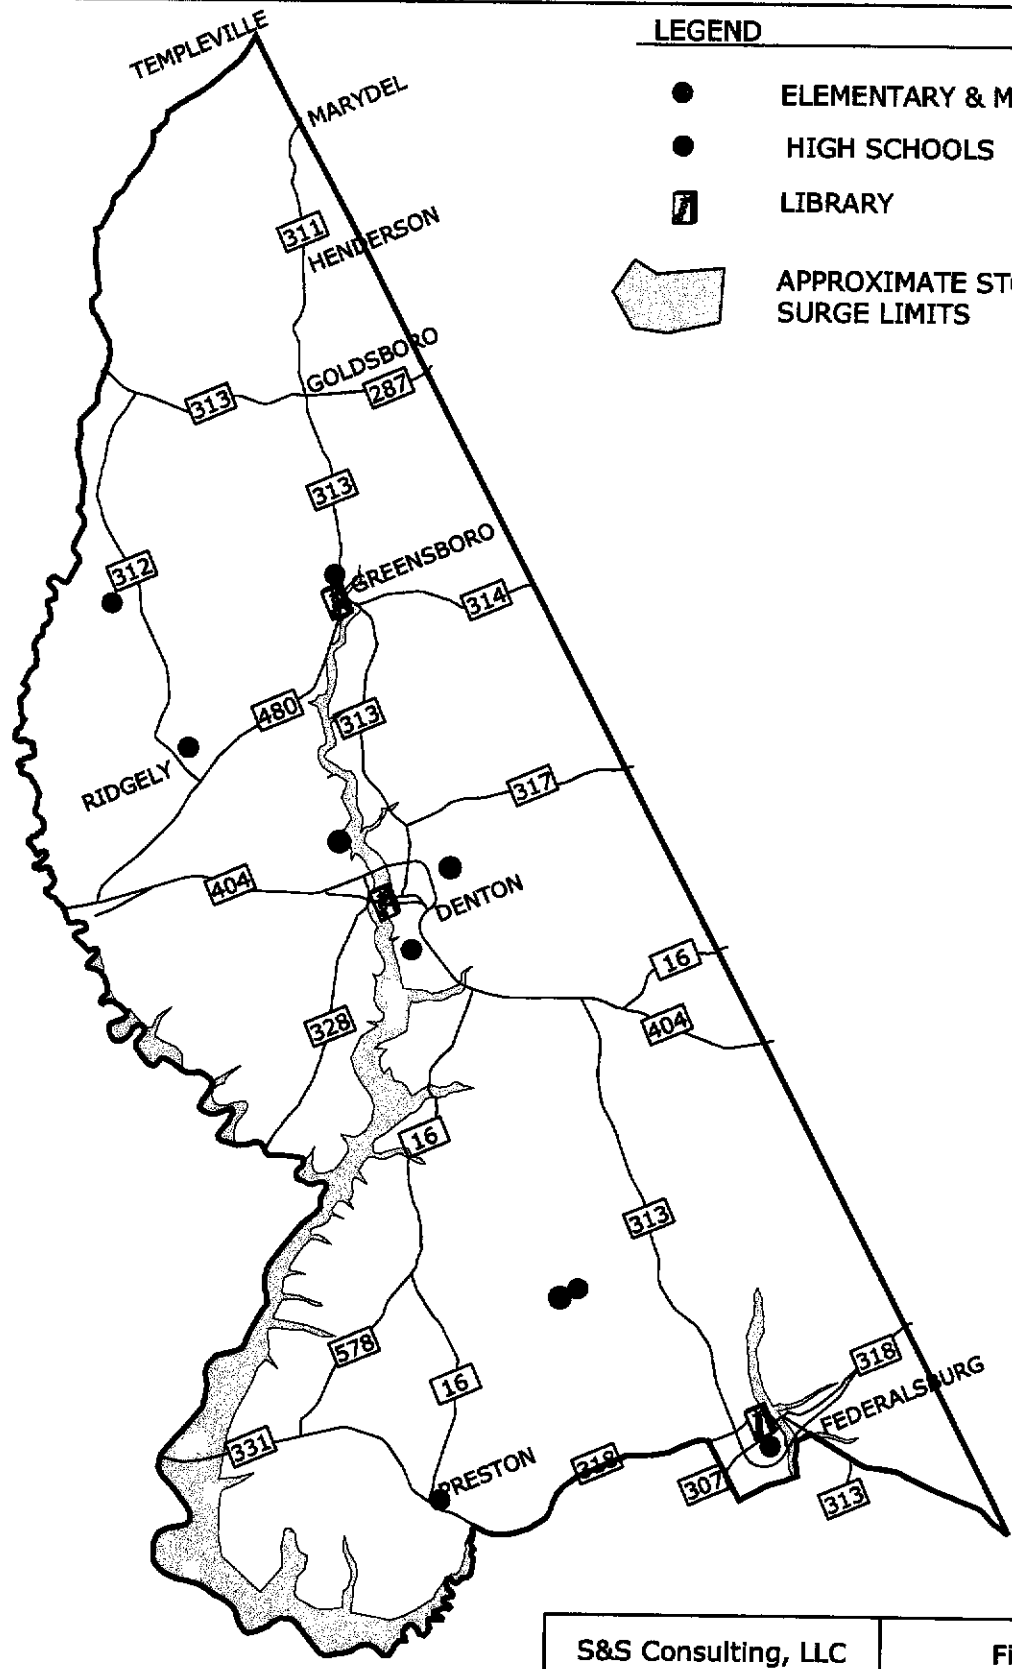 LEGEND
ELEMENTARY & M
HIGH SCHOOLS
LIBRARY
APPROXIMATE STO
SURGE LIMITS
TEMPLEVILLE
MARYDEL
311
HENDERSON
GOLDSBORO
313
287
313
GREENSBORO
312
314
480
313
RIDGELY
317
404
DENTON
16
328
404
16
313
578
318
16
FEDERALSBURG
331
PRESTON
318
307
313
S&S Consulting, LLC
Fi